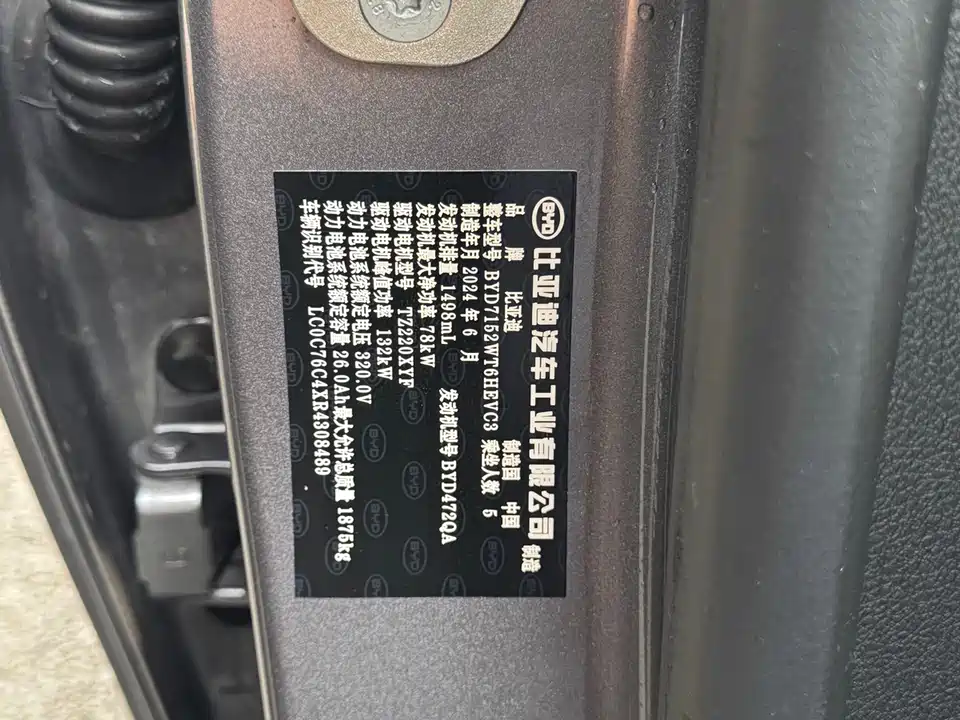 BYD 比亚迪汽车工业有限公司 制造
品 牌 比亚迪 制造国 中国
整车型号 BYD7152WT6HEVC3 乘坐人数 5
制造年月 2024 年 6 月
发动机排量 1498mL 发动机型号 BYD472QA
发动机最大净功率 78kW
驱动电机型号 TZ220XYF
驱动电机峰值功率 132kW
动力电池系统额定电压 320.0V
动力电池系统额定容量 26.0Ah 最大允许总质量 1875kg
车辆识别代号 LC0C76C4XR4308489